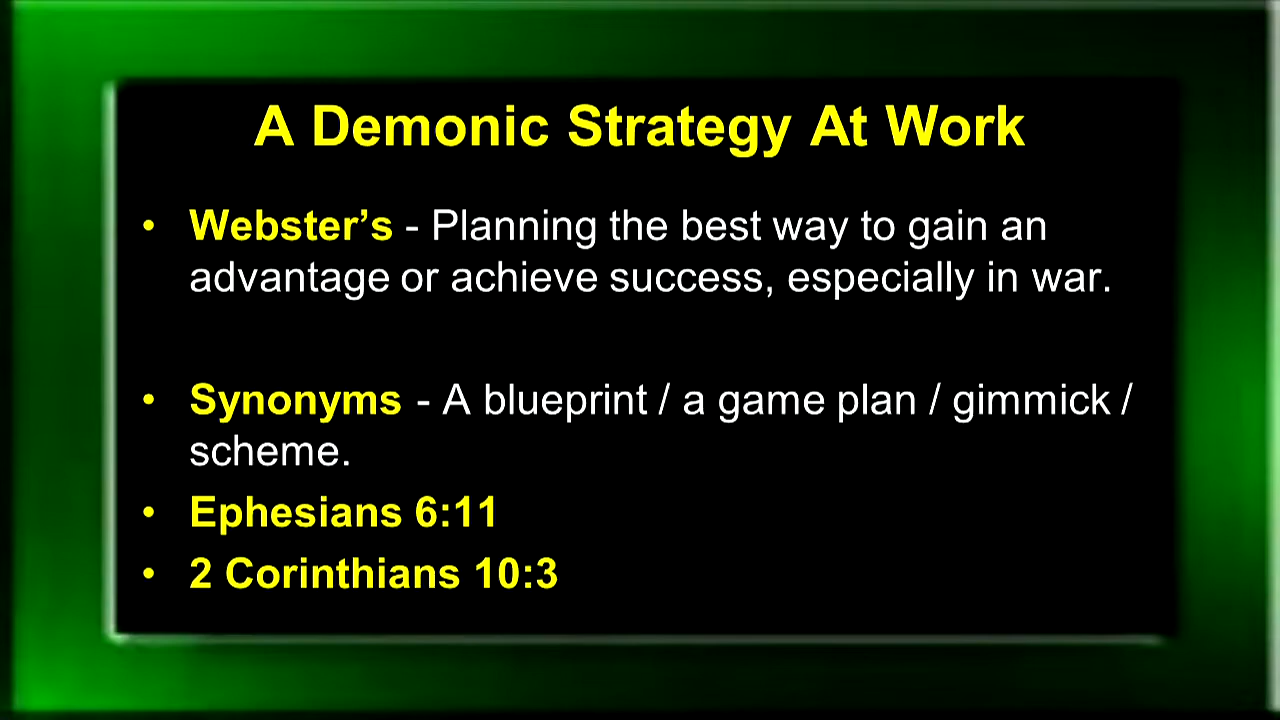 A Demonic Strategy At Work
• Webster’s - Planning the best way to gain an
advantage or achieve success, especially in war.
• Synonyms - A blueprint / a game plan / gimmick /
scheme.
• Ephesians 6:11
• 2 Corinthians 10:3